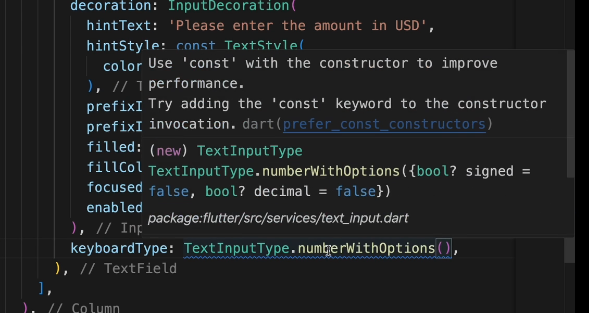 decoration: InputDecoration(
hintText: 'Please enter the amount in USD',
hintStyle: const TextStyle(
color
), // T
prefixI
prefixI
filled:
fillCol
focused
enabled
), // Inp
Use 'const' with the constructor to improve
performance.
Try adding the 'const' keyword to the constructor
invocation. dart(prefer_const_constructors)
(new) TextInputType
TextInputType.numberWithOptions({bool? signed =
false, bool? decimal = false})
package:flutter/src/services/text_input.dart
keyboardType: TextInputType.numberWithOptions(),
), // TextField
],
), // Column